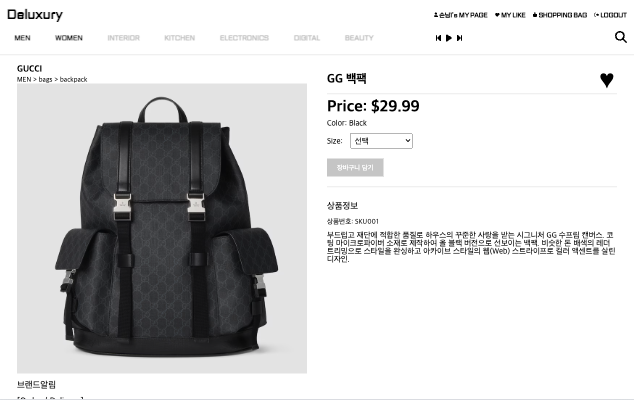 Deluxury
손님's MY PAGE
MY LIKE
SHOPPING BAG
LOGOUT
MEN
WOMEN
INTERIOR
KITCHEN
ELECTRONICS
DIGITAL
BEAUTY
GUCCI
MEN > bags > backpack
GG 백팩
Price: $29.99
Color: Black
Size: 선택
장바구니 담기
상품정보
상품번호: SKU001
부드럽고 재단에 적합한 품질로 하우스의 꾸준한 사랑을 받는 시그니처 GG 수프림 캔버스. 코
팅 마이크로파이버 소재로 제작하여 올 블랙 버전으로 선보이는 백팩. 비슷한 톤 배색의 레더
트리밍으로 스타일을 완성하고 아카이브 스타일의 웹(Web) 스트라이프로 컬러 액센트를 살린
디자인.
브랜드알림